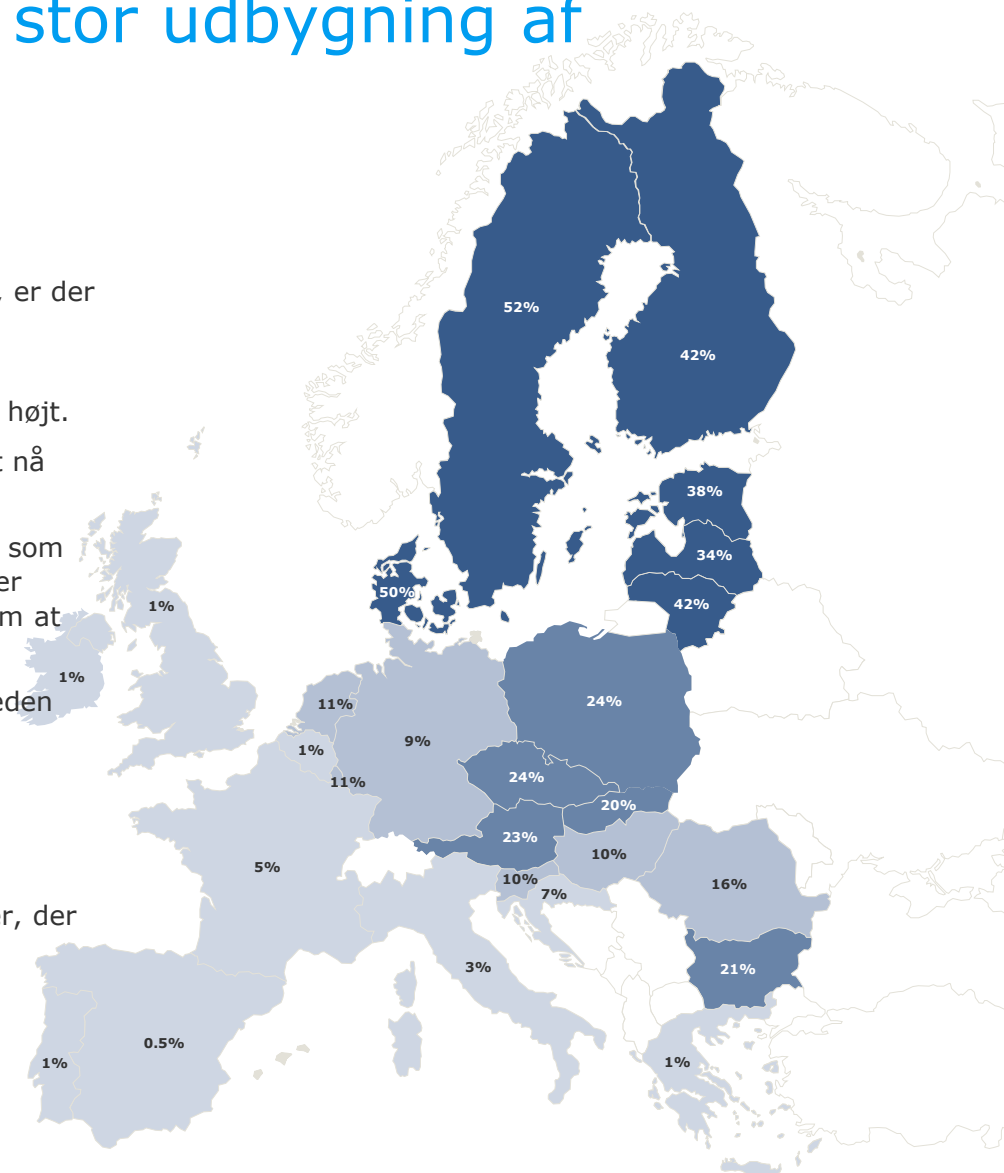 stor udbygning af
, er der
højt.
t nå
som
er
m at
eden
er, der
52%
42%
38%
34%
42%
50%
1%
1%
11%
24%
9%
1%
11%
24%
20%
23%
10%
5%
10%
7%
16%
3%
21%
0.5%
1%
1%